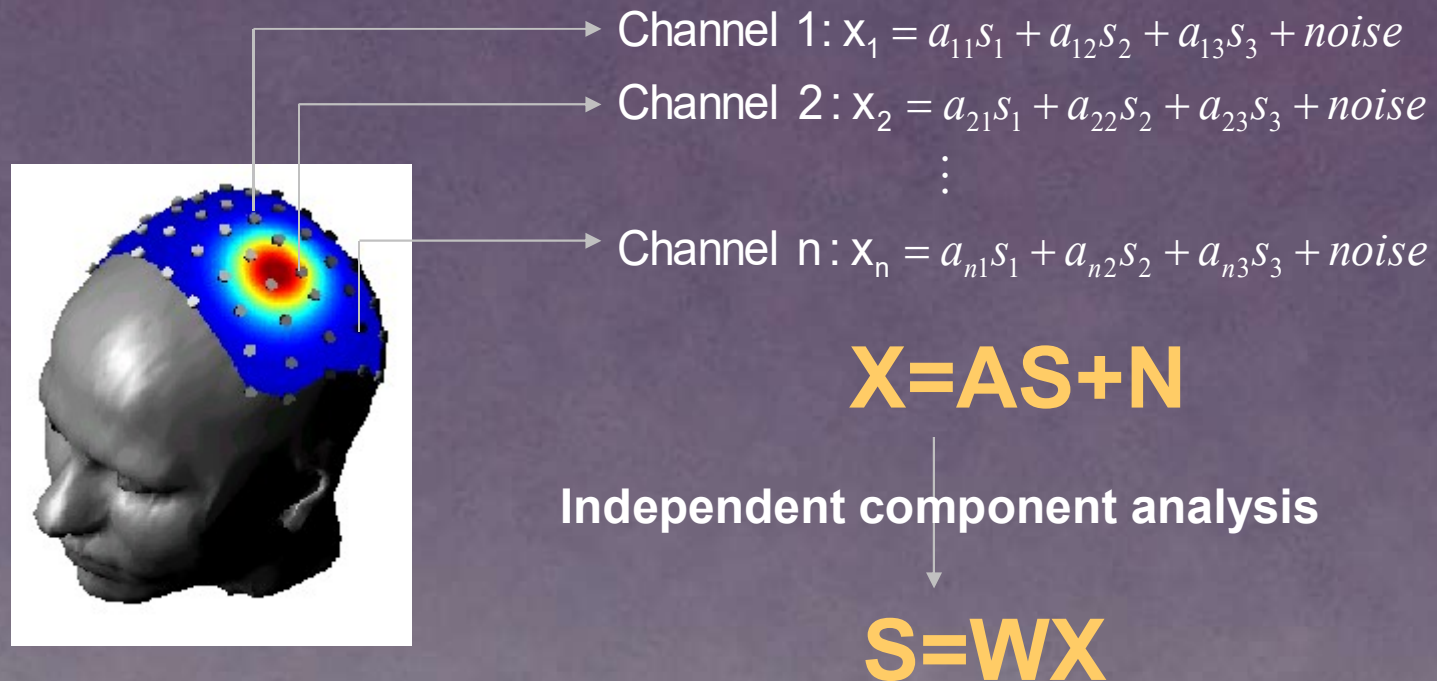 Channel 1: x₁ = a₁₁s₁ + a₁₂s₂ + a₁₃s₃ + noise
Channel 2: x₂ = a₂₁s₁ + a₂₂s₂ + a₂₃s₃ + noise
⋮
Channel n: xₙ = aₙ₁s₁ + aₙ₂s₂ + aₙ₃s₃ + noise
X=AS+N
Independent component analysis
S=WX